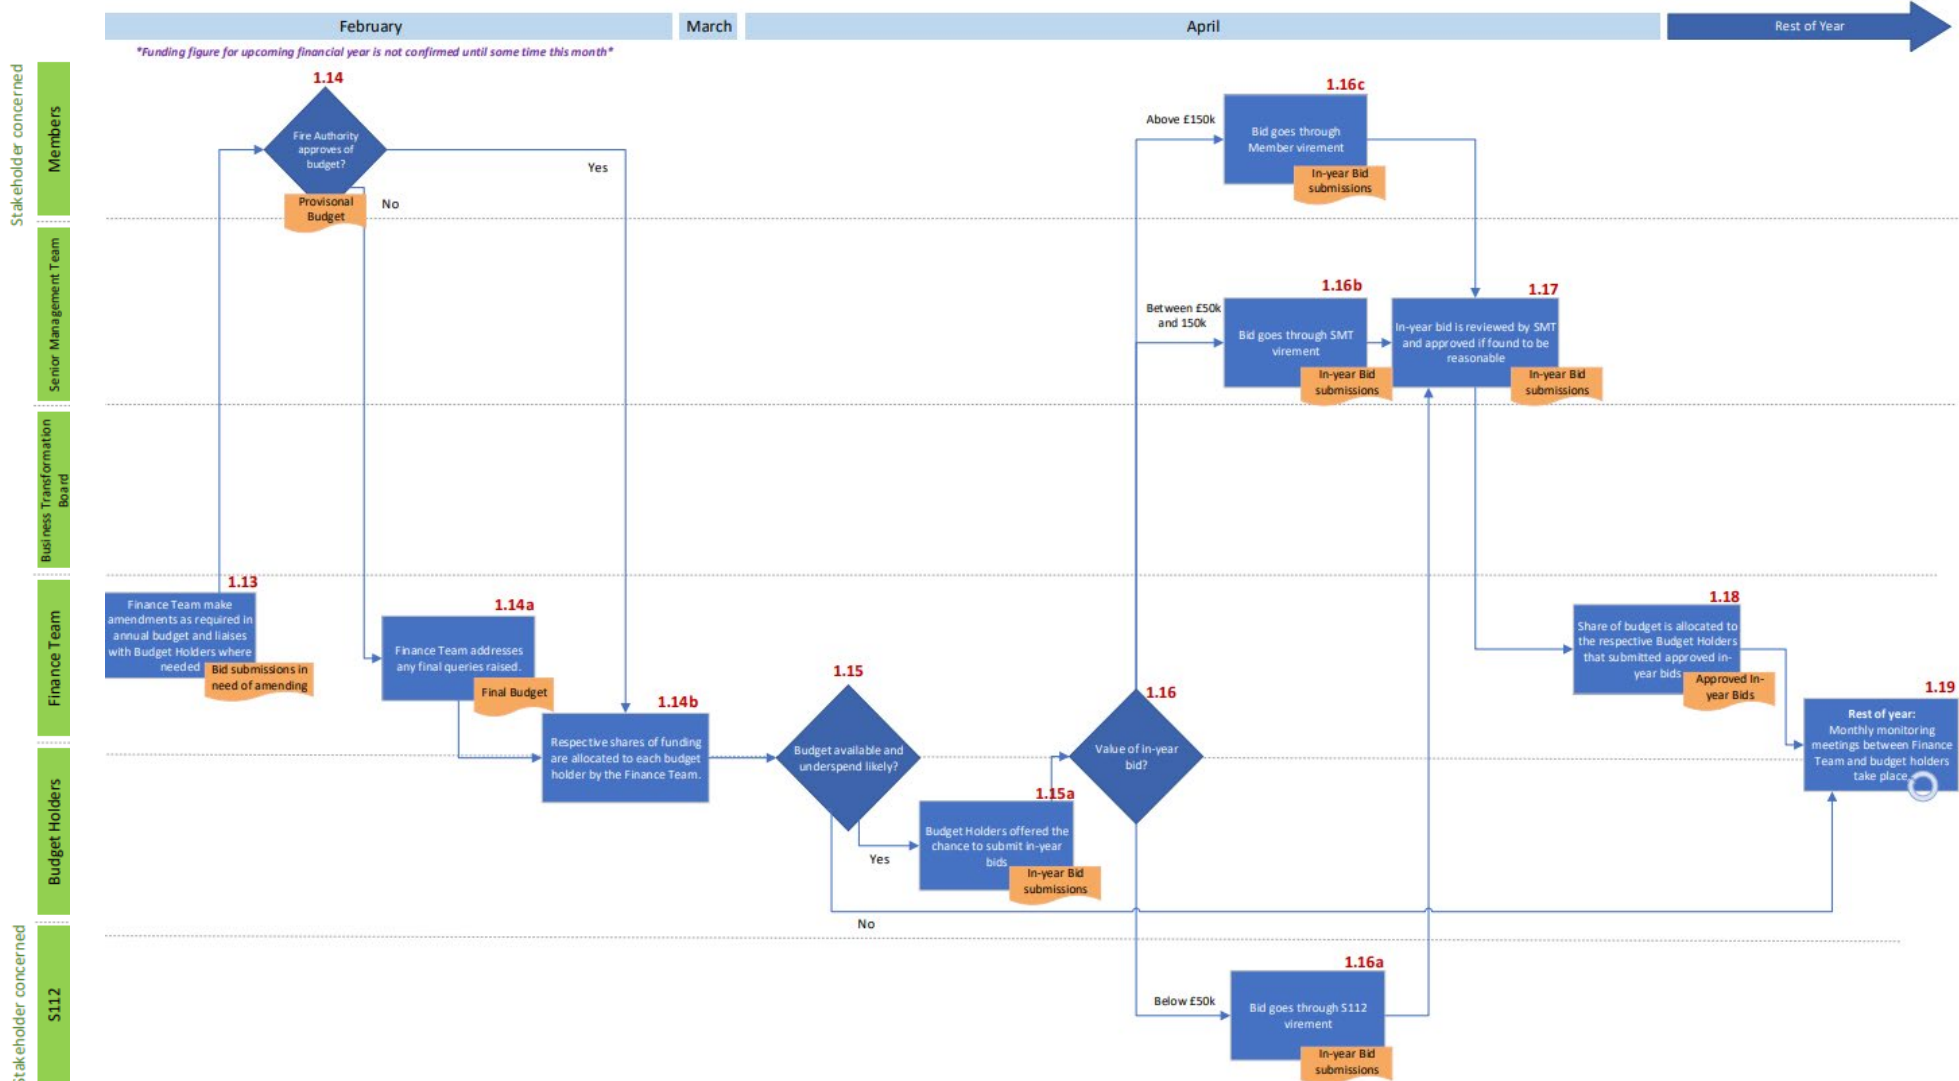 February
March
April
Rest of Year
*Funding figure for upcoming financial year is not confirmed until some time this month*
Stakeholder concerned
Members
Senior Management Team
Business Transformation
Board
Finance Team
Budget Holders
Stakeholder concerned
S112
1.13
Finance Team make
amendments as required in
annual budget and liaises
with Budget Holders where
needed
Bid submissions in
need of amending
1.14
Fire Authority
approves of
budget?
Provisonal
Budget
Yes
No
1.14a
Finance Team addresses
any final queries raised.
Final Budget
1.14b
Respective shares of funding
are allocated to each budget
holder by the Finance Team.
1.15
Budget available and
underspend likely?
Yes
No
1.15a
Budget Holders offered the
chance to submit in-year
bids
In-year Bid
submissions
1.16
Value of in-year
bid?
Above £150k
1.16c
Bid goes through
Member virement
In-year Bid
submissions
Between £50k
and 150k
1.16b
Bid goes through SMT
virement
In-year Bid
submissions
Below £50k
1.16a
Bid goes through S112
virement
In-year Bid
submissions
1.17
In-year bid is reviewed by SMT
and approved if found to be
reasonable
In-year Bid
submissions
1.18
Share of budget is allocated to
the respective Budget Holders
that submitted approved in-
year bids
Approved In-
year Bids
1.19
Rest of year:
Monthly monitoring
meetings between Finance
Team and budget holders
take place.